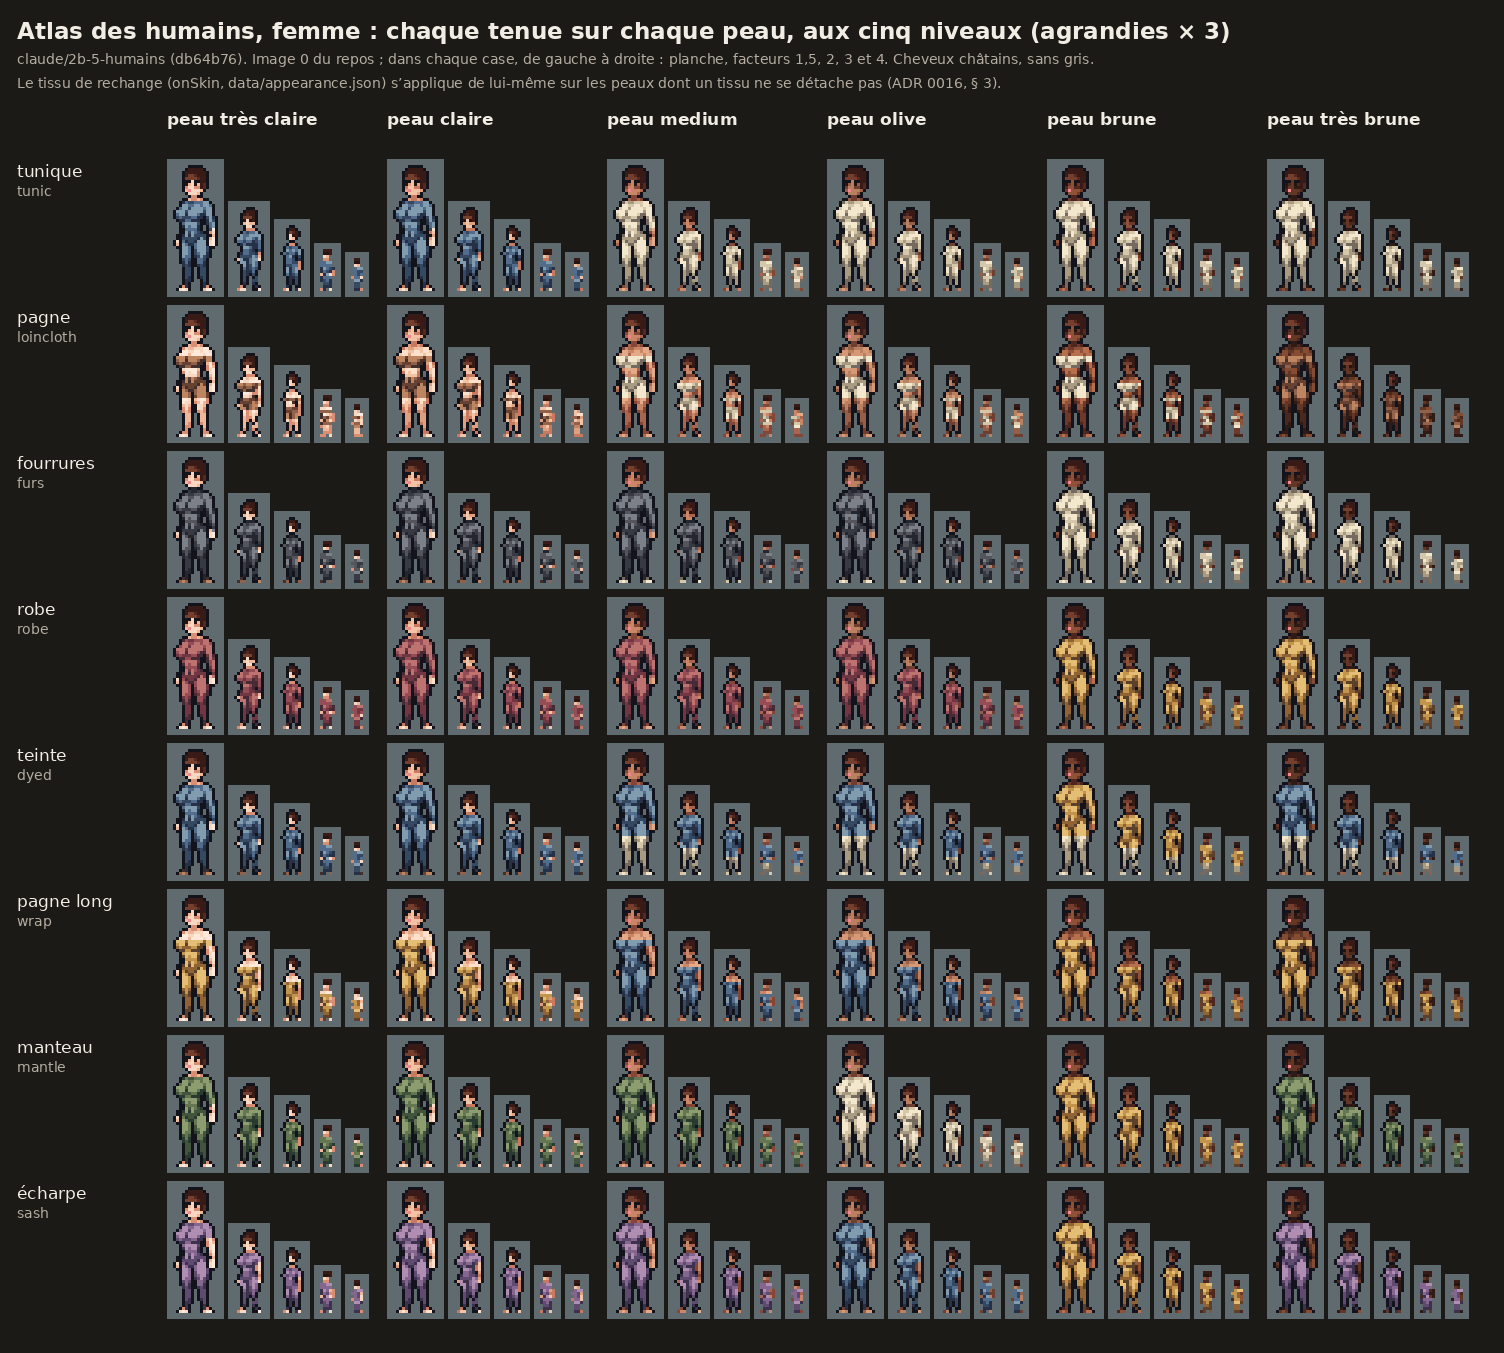 Atlas des humains, femme : chaque tenue sur chaque peau, aux cinq niveaux (agrandies × 3)
claude/2b-5-humains (db64b76). Image 0 du repos ; dans chaque case, de gauche à droite : planche, facteurs 1,5, 2, 3 et 4. Cheveux châtains, sans gris.
Le tissu de rechange (onSkin, data/appearance.json) s’applique de lui-même sur les peaux dont un tissu ne se détache pas (ADR 0016, § 3).
peau très claire peau claire peau medium peau olive peau brune peau très brune
tunique
tunic
pagne
loincloth
fourrures
furs
robe
robe
teinte
dyed
pagne long
wrap
manteau
mantle
écharpe
sash